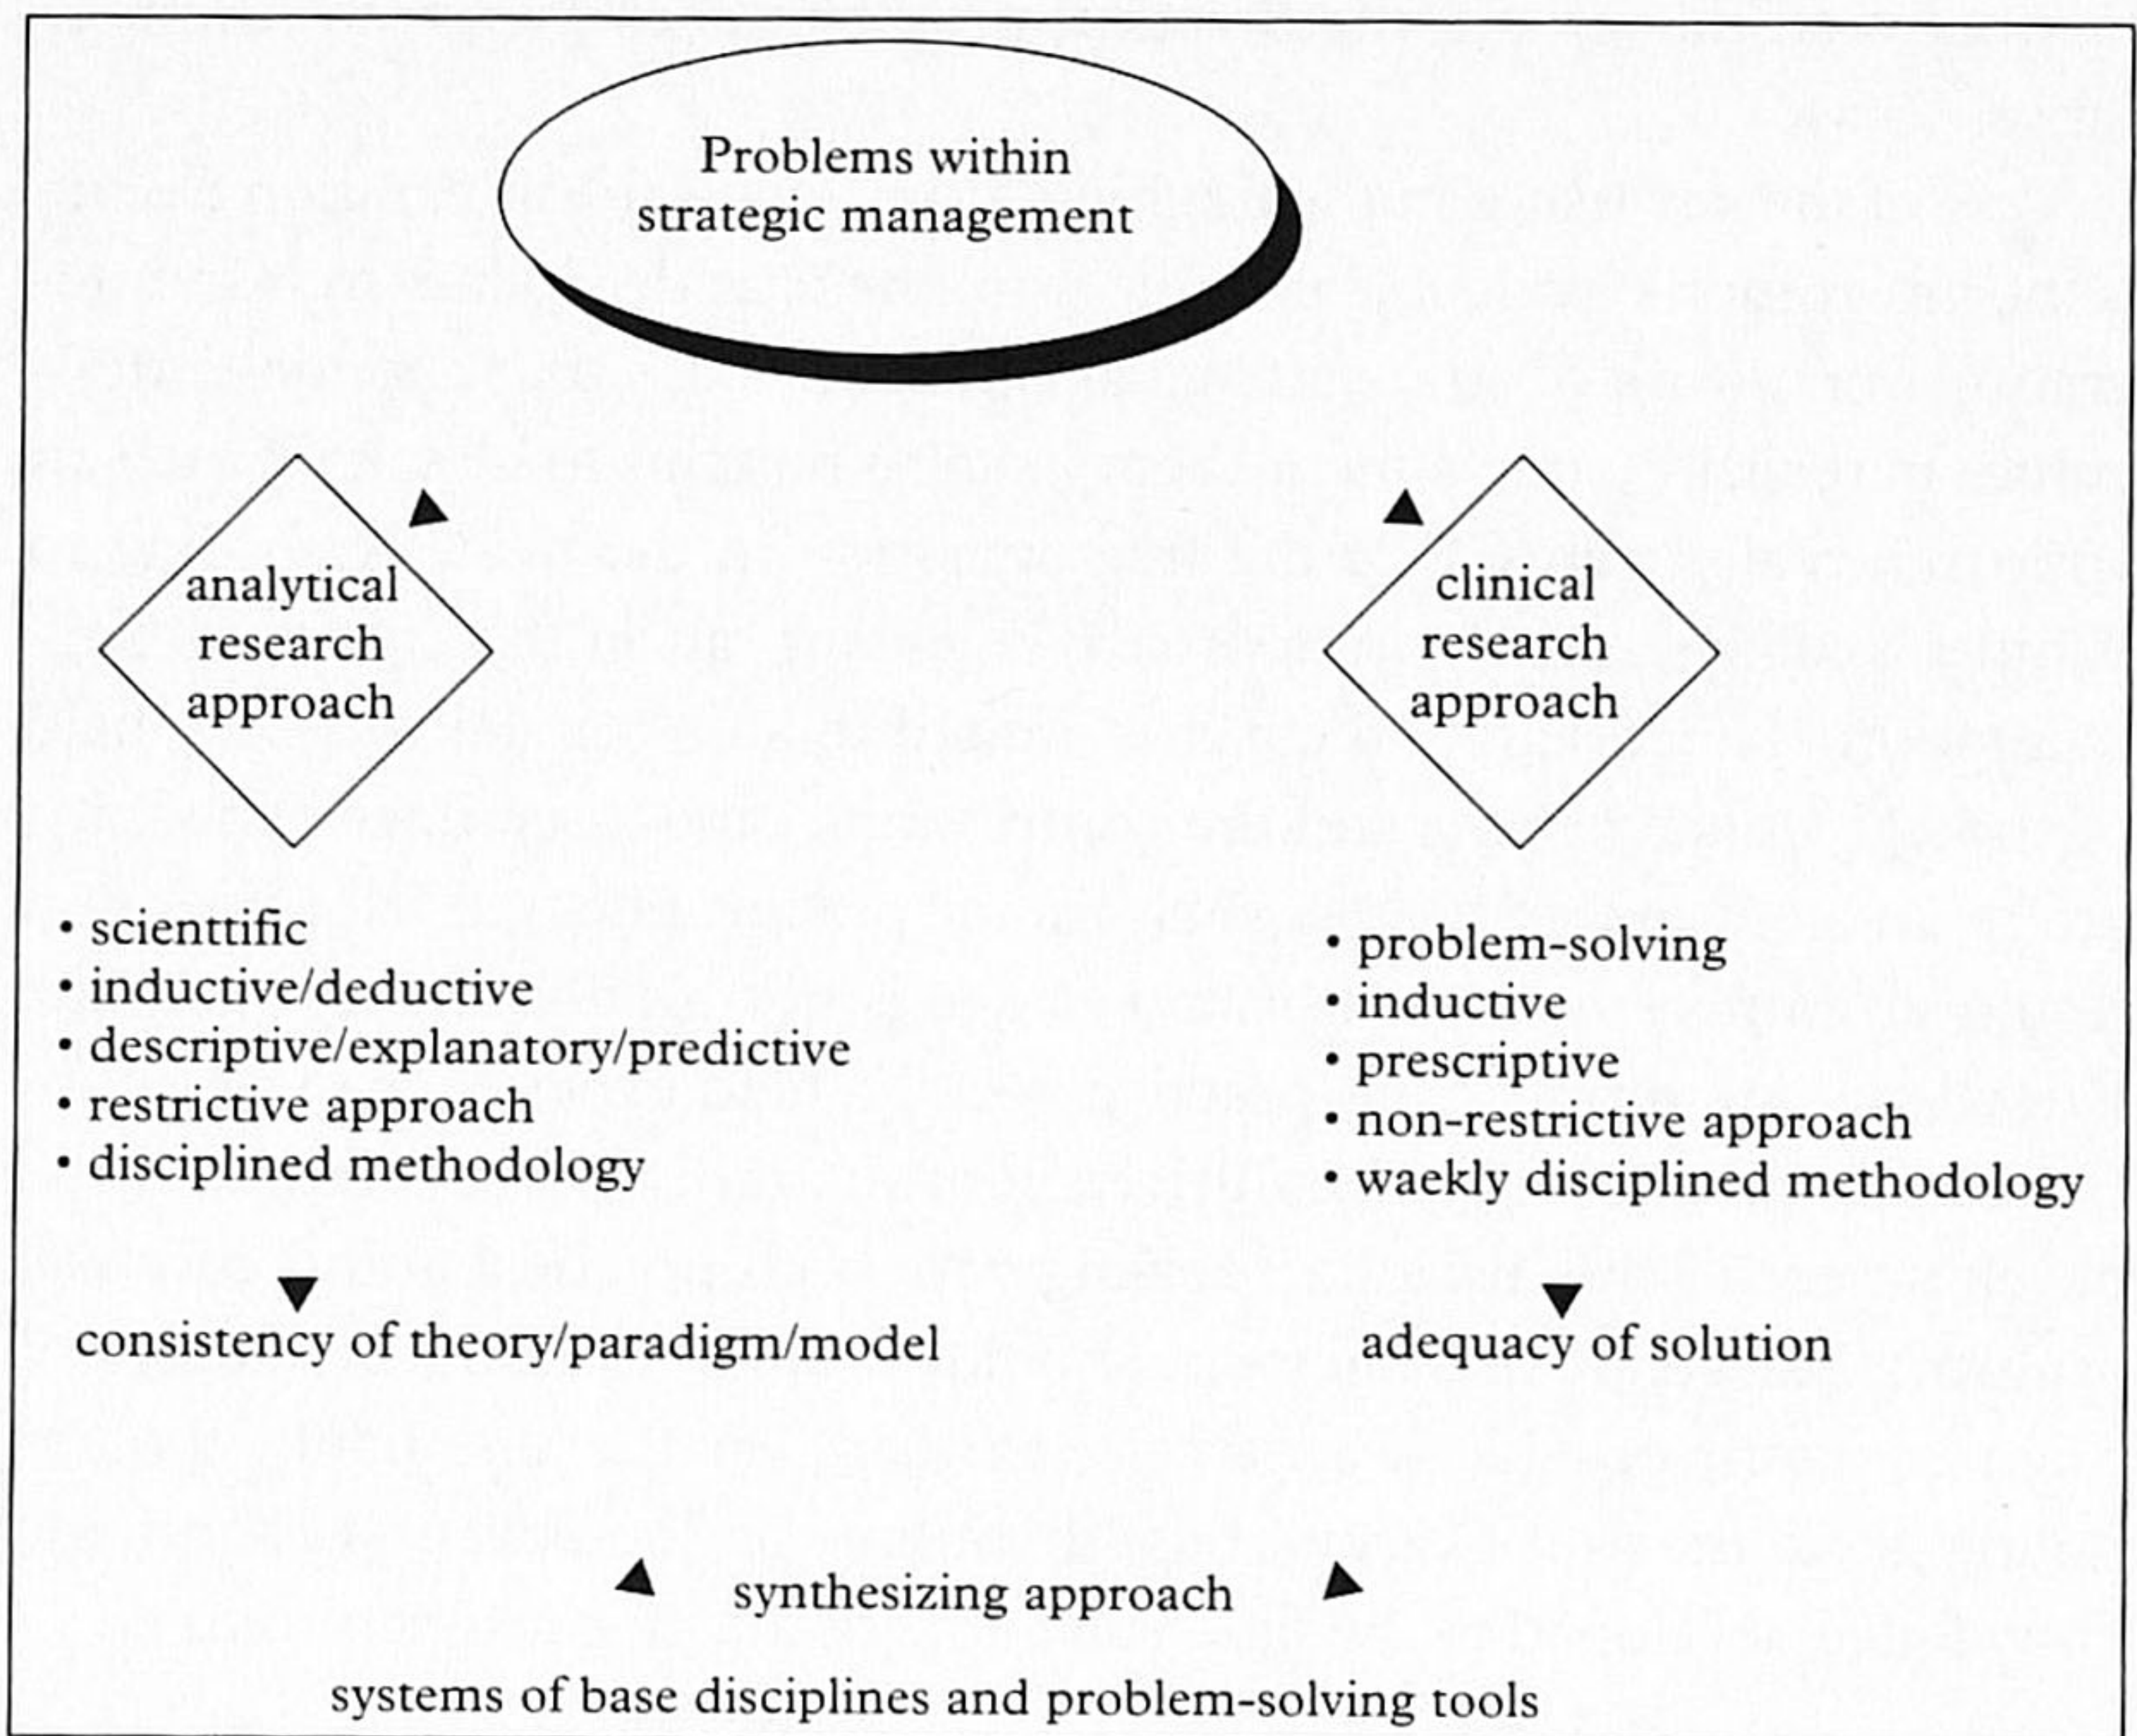 Problems within
strategic management
analytical
research
approach
clinical
research
approach
• scienttific
• inductive/deductive
• descriptive/explanatory/predictive
• restrictive approach
• disciplined methodology
• problem-solving
• inductive
• prescriptive
• non-restrictive approach
• waekly disciplined methodology
consistency of theory/paradigm/model
adequacy of solution
synthesizing approach
systems of base disciplines and problem-solving tools